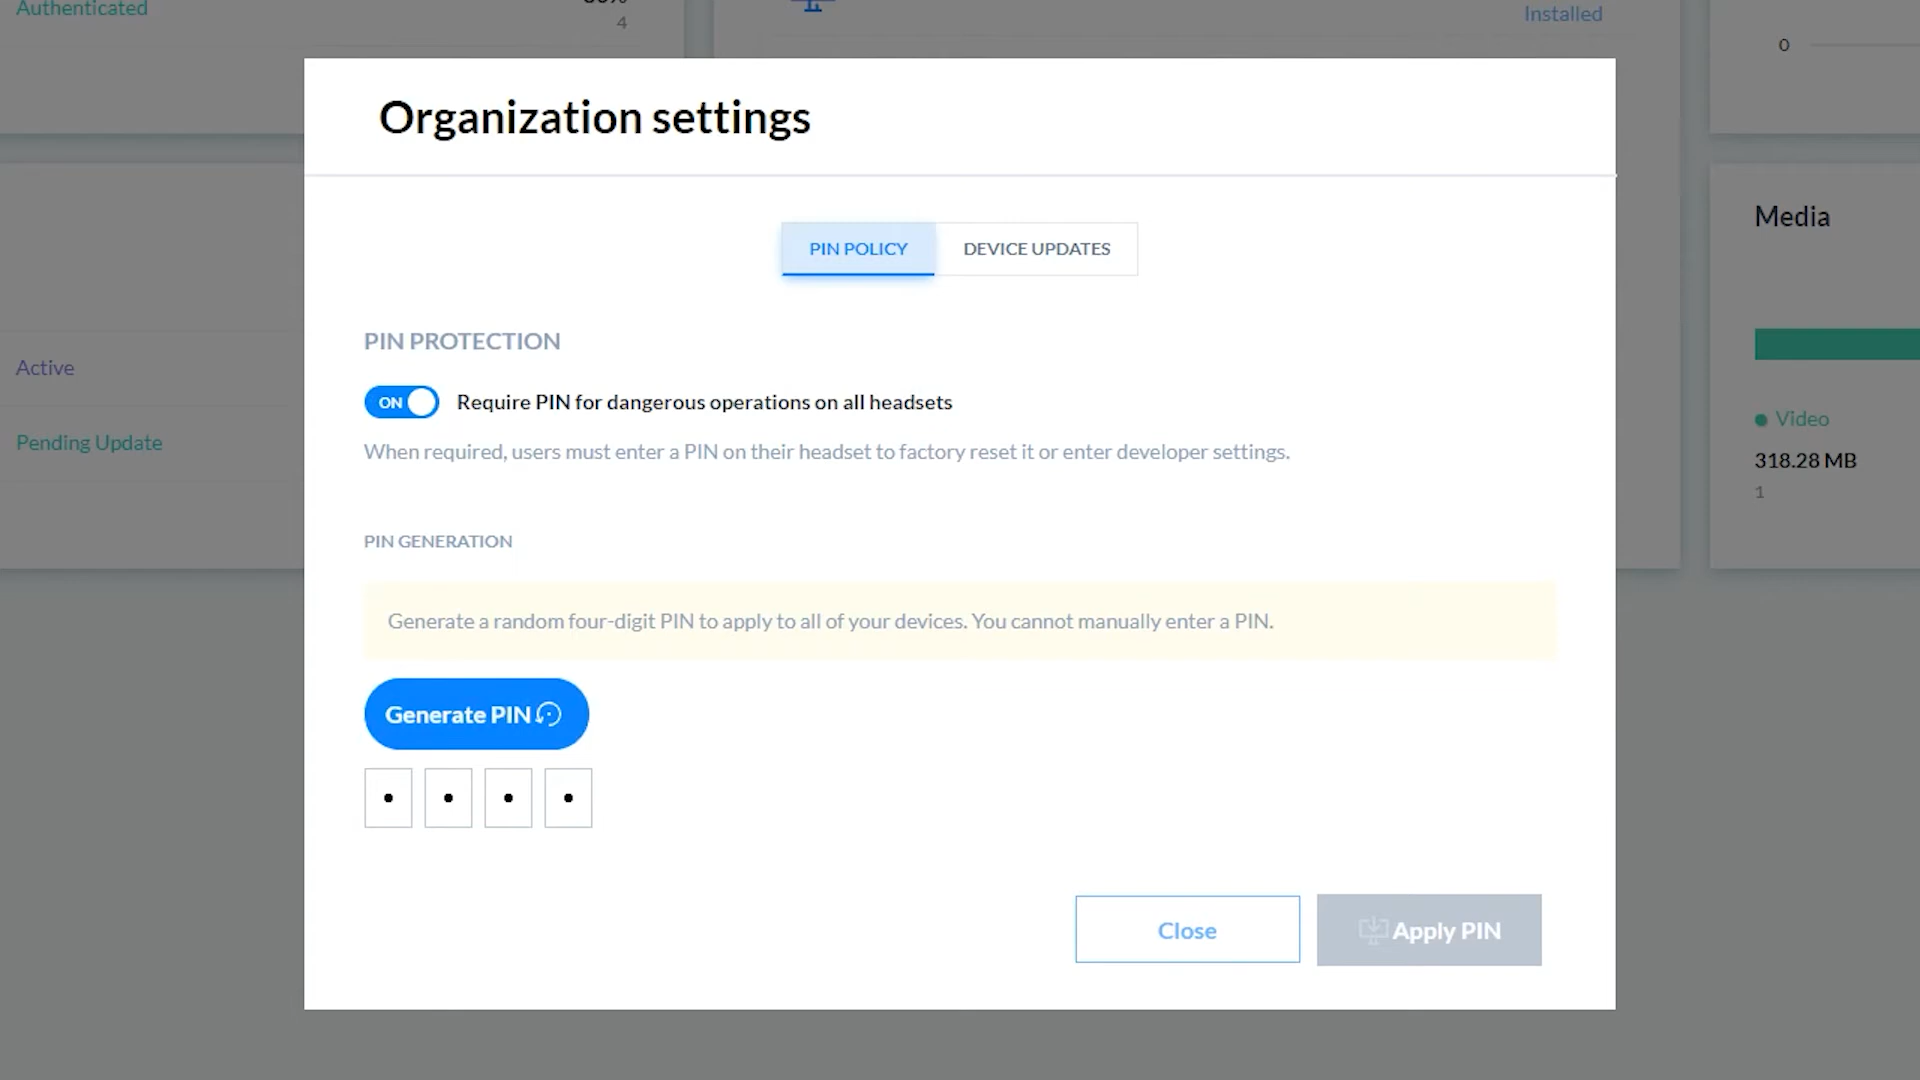 Authenticated
4
Installed
0
Organization settings
PIN POLICY
DEVICE UPDATES
Media
PIN PROTECTION
Active
ON
Require PIN for dangerous operations on all headsets
Video
Pending Update
When required, users must enter a PIN on their headset to factory reset it or enter developer settings.
318.28 MB
1
PIN GENERATION
Generate a random four-digit PIN to apply to all of your devices. You cannot manually enter a PIN.
Generate PIN
Close
Apply PIN